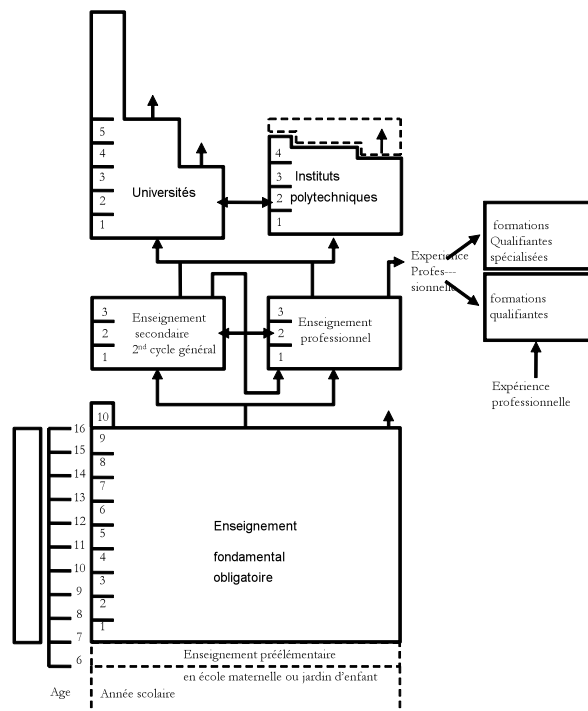 5
4
3
2
1
Universités
4
3
2
1
Instituts
polytechniques
formations
Qualifiantes
spécialisées
Experience
Profes---
sionnelle
formations
qualifiantes
Expérience
professionnelle
3
2
1
Enseignement
secondaire
2nd cycle général
3
2
1
Enseignement
professionnel
10
9
8
7
6
5
4
3
2
1
16
15
14
13
12
11
10
9
8
7
6
Enseignement
fondamental
obligatoire
Enseignement préélémentaire
en école maternelle ou jardin d'enfant
Age
Année scolaire